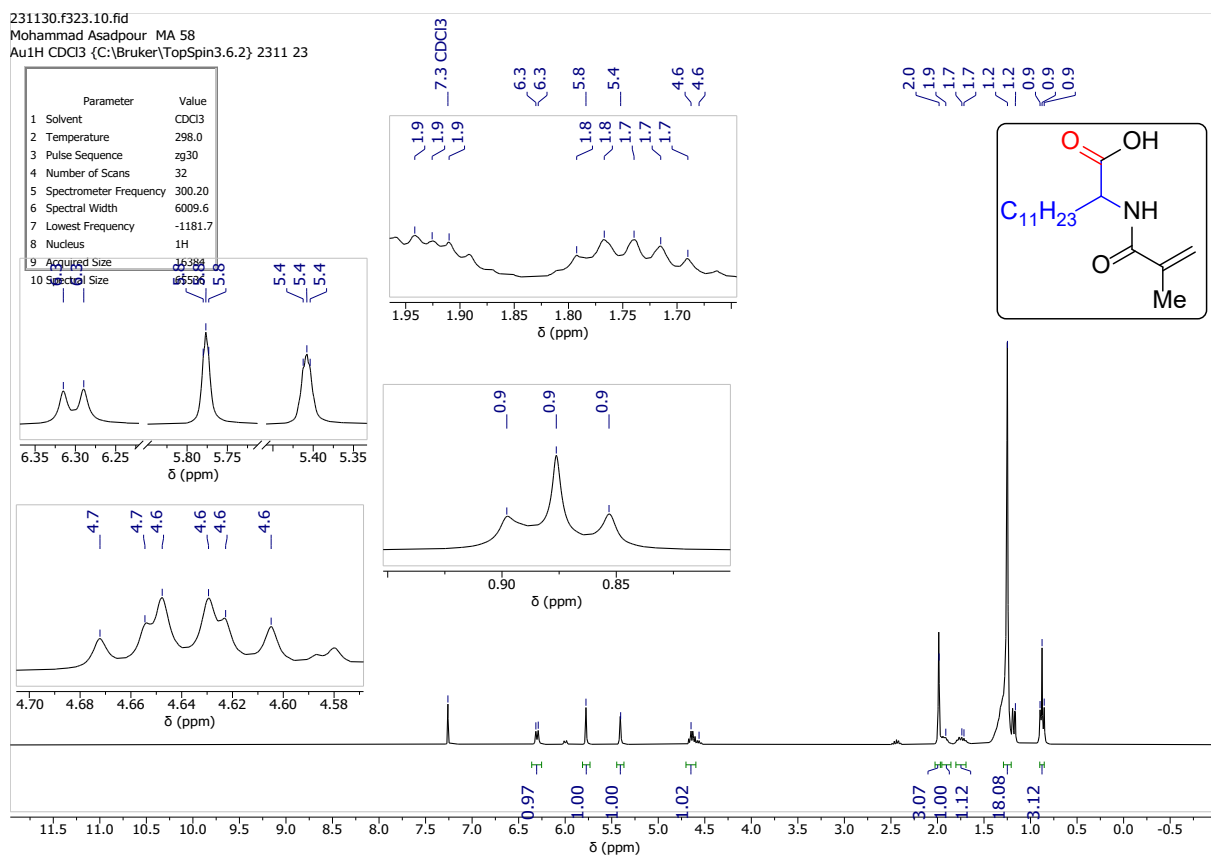 231130.f323.10.fid
Mohammad Asadpour MA 58
Au1H CDCl3 {C:\Bruker\TopSpin3.6.2} 2311 23
Parameter Value
1 Solvent CDCl3
2 Temperature 298.0
3 Pulse Sequence zg30
4 Number of Scans 32
5 Spectrometer Frequency 300.20
6 Spectral Width 6009.6
7 Lowest Frequency -1181.7
8 Nucleus 1H
9 Acquired Size 16384
10 Spectral Size 65536
7.3 CDCl3
6.3
6.3
5.8
5.4
4.6
4.6
2.0
1.9
1.7
1.7
1.2
1.2
0.9
0.9
0.9
1.9
1.9
1.9
1.8
1.8
1.7
1.7
1.7
1.95 1.90 1.85 1.80 1.75 1.70
δ (ppm)
O
OH
C11H23
NH
O
Me
6.3
6.3
5.8
5.8
5.8
5.4
5.4
5.4
6.35 6.30 6.25 5.80 5.75 5.40 5.35
δ (ppm)
0.9
0.9
0.9
0.90 0.85
δ (ppm)
4.7
4.7
4.6
4.6
4.6
4.6
4.70 4.68 4.66 4.64 4.62 4.60 4.58
δ (ppm)
0.97
1.00
1.00
1.02
3.07
1.00
1.12
18.08
3.12
11.0 10.5 10.0 9.5 9.0 8.5 8.0 7.5 7.0 6.5 6.0 5.5 5.0 4.5 4.0 3.5 3.0 2.5 2.0 1.5 1.0 0.5 0.0 -0.5
δ (ppm)